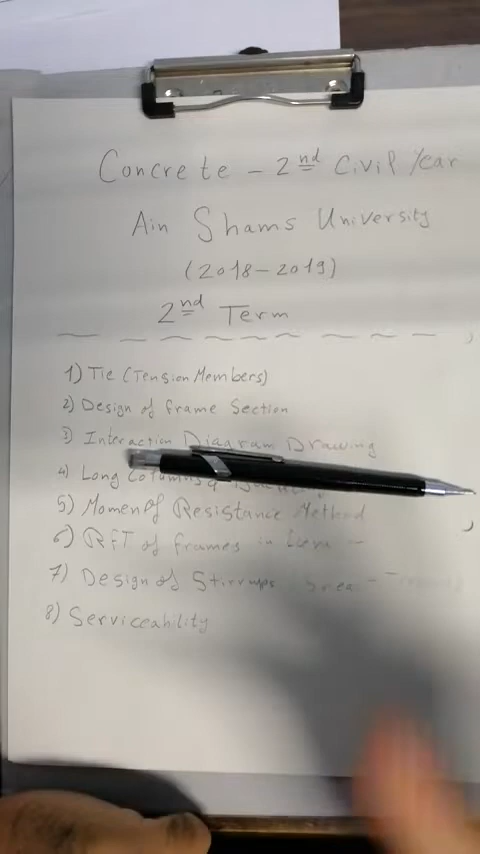 Concrete - 2nd Civil Year
Ain Shams University
(2018-2019)
2nd Term
1) Tie (Tension Members)
2) Design of frame Section
3) Interaction Diagram Drawing
4) Long Columns &
5) Moment of Resistance Method
6) RFT of frames in
7) Design of Stirrups
8) Serviceability